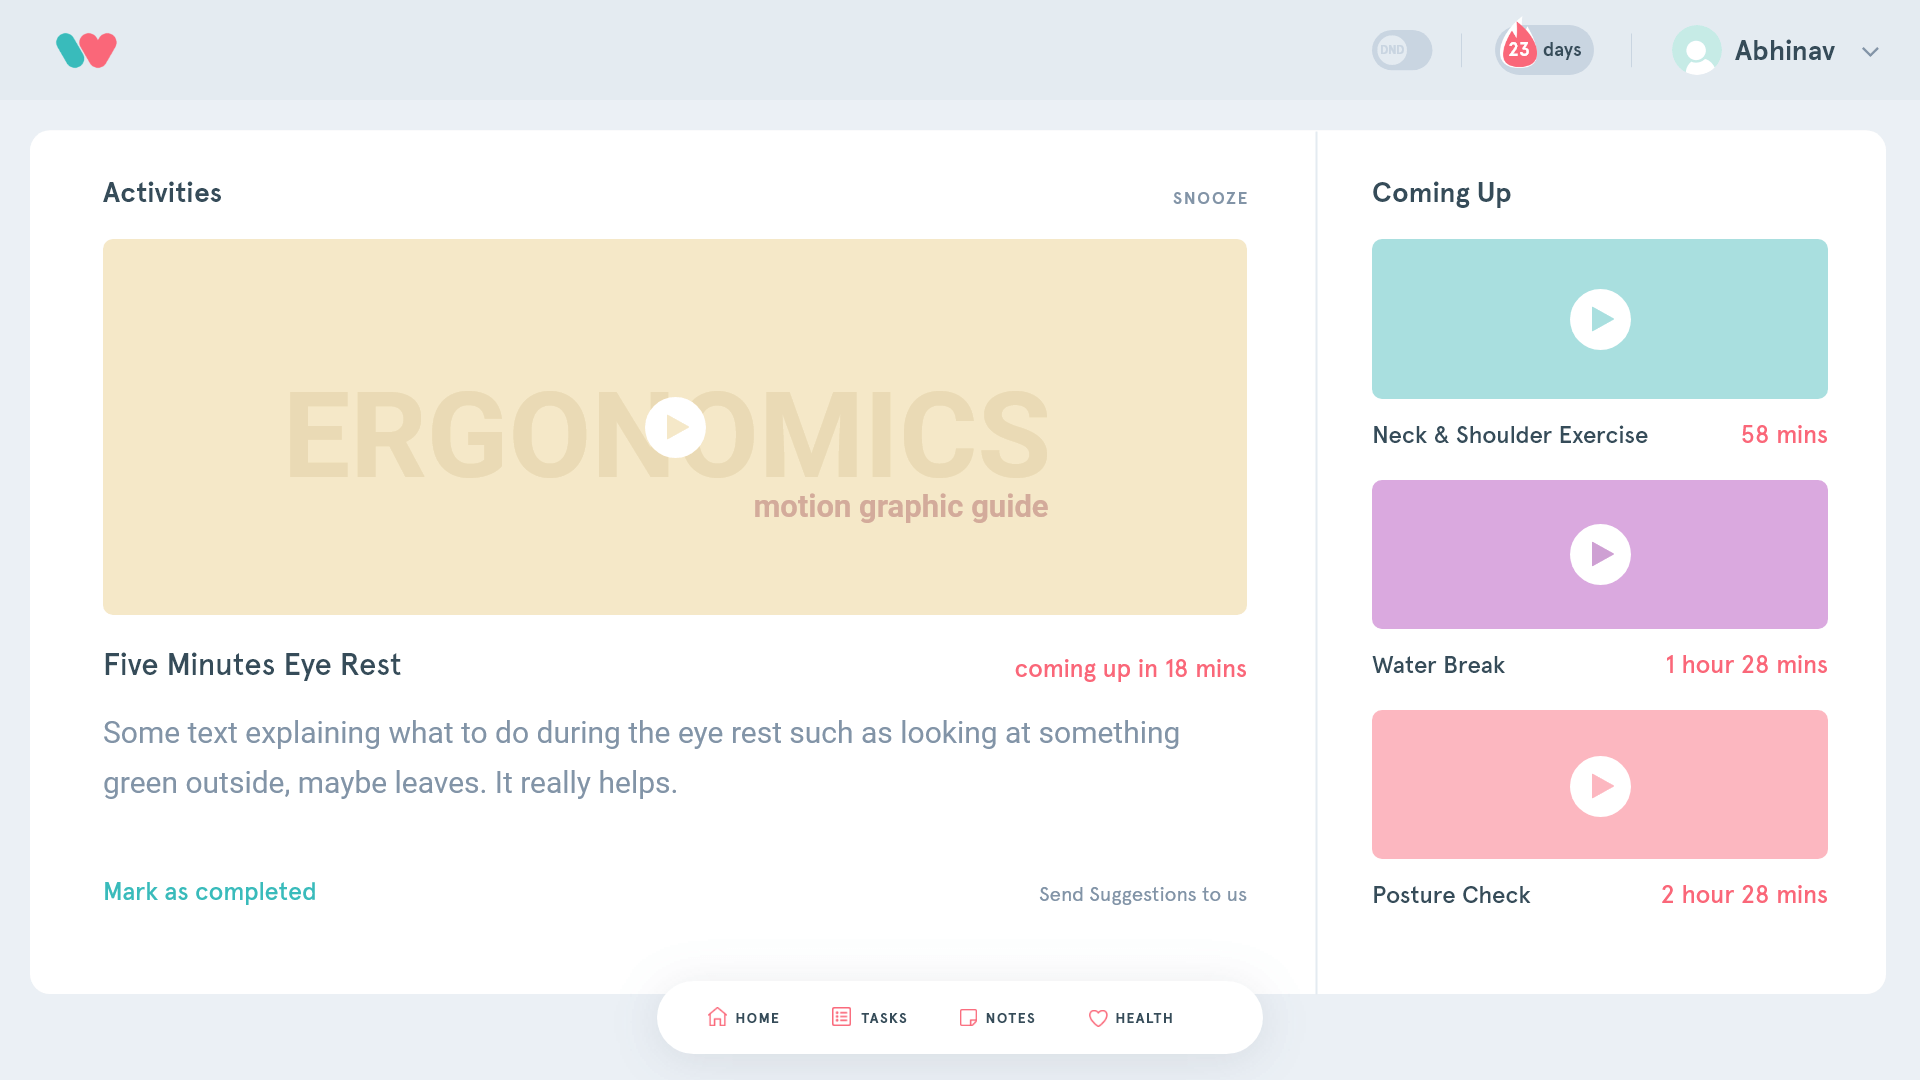 DND
23 days
Abhinav
Activities
SNOOZE
ERGONOMICS
motion graphic guide
Five Minutes Eye Rest
coming up in 18 mins
Some text explaining what to do during the eye rest such as looking at something
green outside, maybe leaves. It really helps.
Mark as completed
Send Suggestions to us
Coming Up
Neck & Shoulder Exercise
58 mins
Water Break
1 hour 28 mins
Posture Check
2 hour 28 mins
HOME
TASKS
NOTES
HEALTH